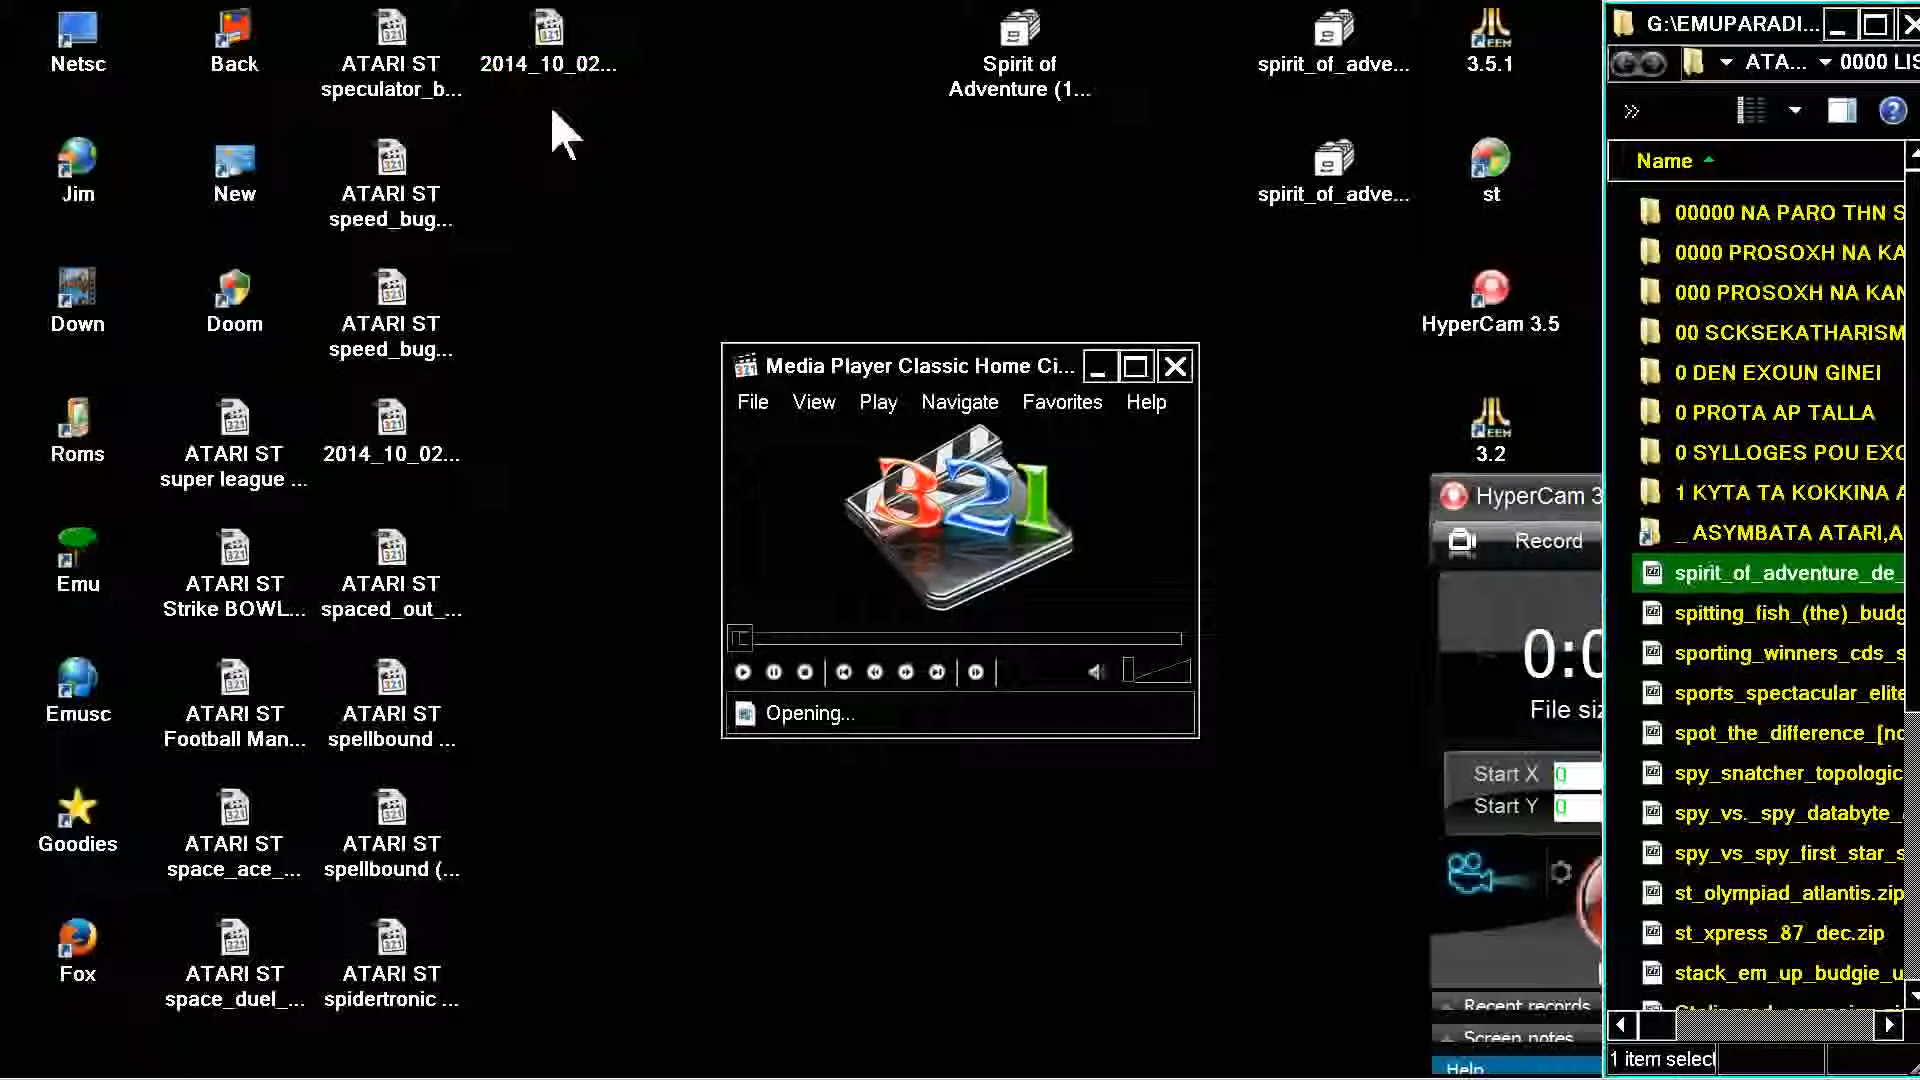 Netsc
Back
ATARI ST
speculator_b...
2014_10_02...
Spirit of
Adventure (1...
spirit_of_adve...
3.5.1
Jim
New
ATARI ST
speed_bug...
spirit_of_adve...
st
Down
Doom
ATARI ST
speed_bug...
HyperCam 3.5
Roms
ATARI ST
super league ...
2014_10_02...
3.2
Emu
ATARI ST
Strike BOWL...
ATARI ST
spaced_out_...
Emusc
ATARI ST
Football Man...
ATARI ST
spellbound ...
Goodies
ATARI ST
space_ace_...
ATARI ST
spellbound (...
Fox
ATARI ST
space_duel_...
ATARI ST
spidertronic ...
Media Player Classic Home Ci...
File View Play Navigate Favorites Help
321
Opening...
HyperCam 3
Record
0:0
File siz
Start X 0
Start Y 0
Recent records
Screen notes
Help
G:\EMUPARADI...
ATA... 0000 LIS
Name
00000 NA PARO THN S
0000 PROSOXH NA KA
000 PROSOXH NA KAN
00 SCKSEKATHARISM
0 DEN EXOUN GINEI
0 PROTA AP TALLA
0 SYLLOGES POU EXO
1 KYTA TA KOKKINA A
_ ASYMBATA ATARI,A
spirit_of_adventure_de_
spitting_fish_(the)_budg
sporting_winners_cds_s
sports_spectacular_elite
spot_the_difference_[nc
spy_snatcher_topologic
spy_vs._spy_databyte_
spy_vs_spy_first_star_s
st_olympiad_atlantis.zip
st_xpress_87_dec.zip
stack_em_up_budgie_u
1 item select